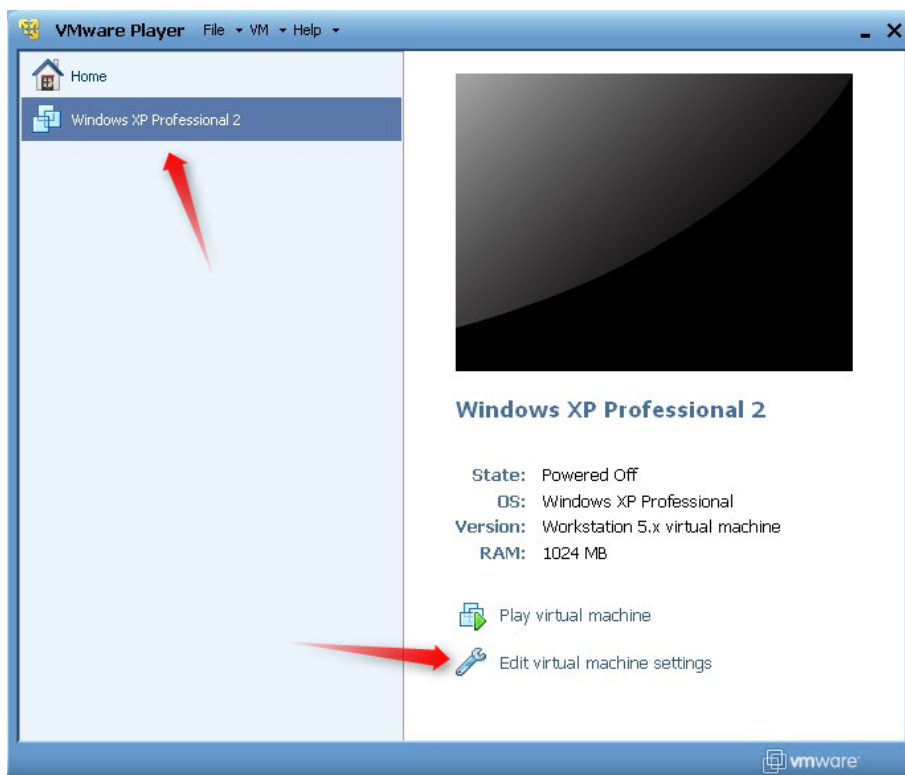 VMware Player File VM Help
Home
Windows XP Professional 2
Windows XP Professional 2
State: Powered Off
OS: Windows XP Professional
Version: Workstation 5.x virtual machine
RAM: 1024 MB
Play virtual machine
Edit virtual machine settings
vmware